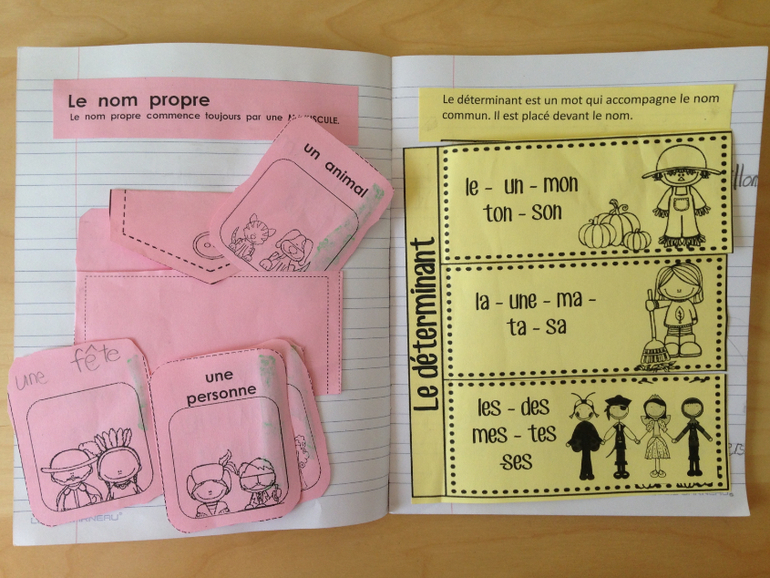 Le nom propre
Le nom propre commence toujours par une MAJUSCULE.
un animal
une fête
une
personne
Le déterminant est un mot qui accompagne le nom
commun. Il est placé devant le nom.
Le déterminant
le - un - mon
ton - son
la - une - ma -
ta - sa
les - des
mes - tes
ses